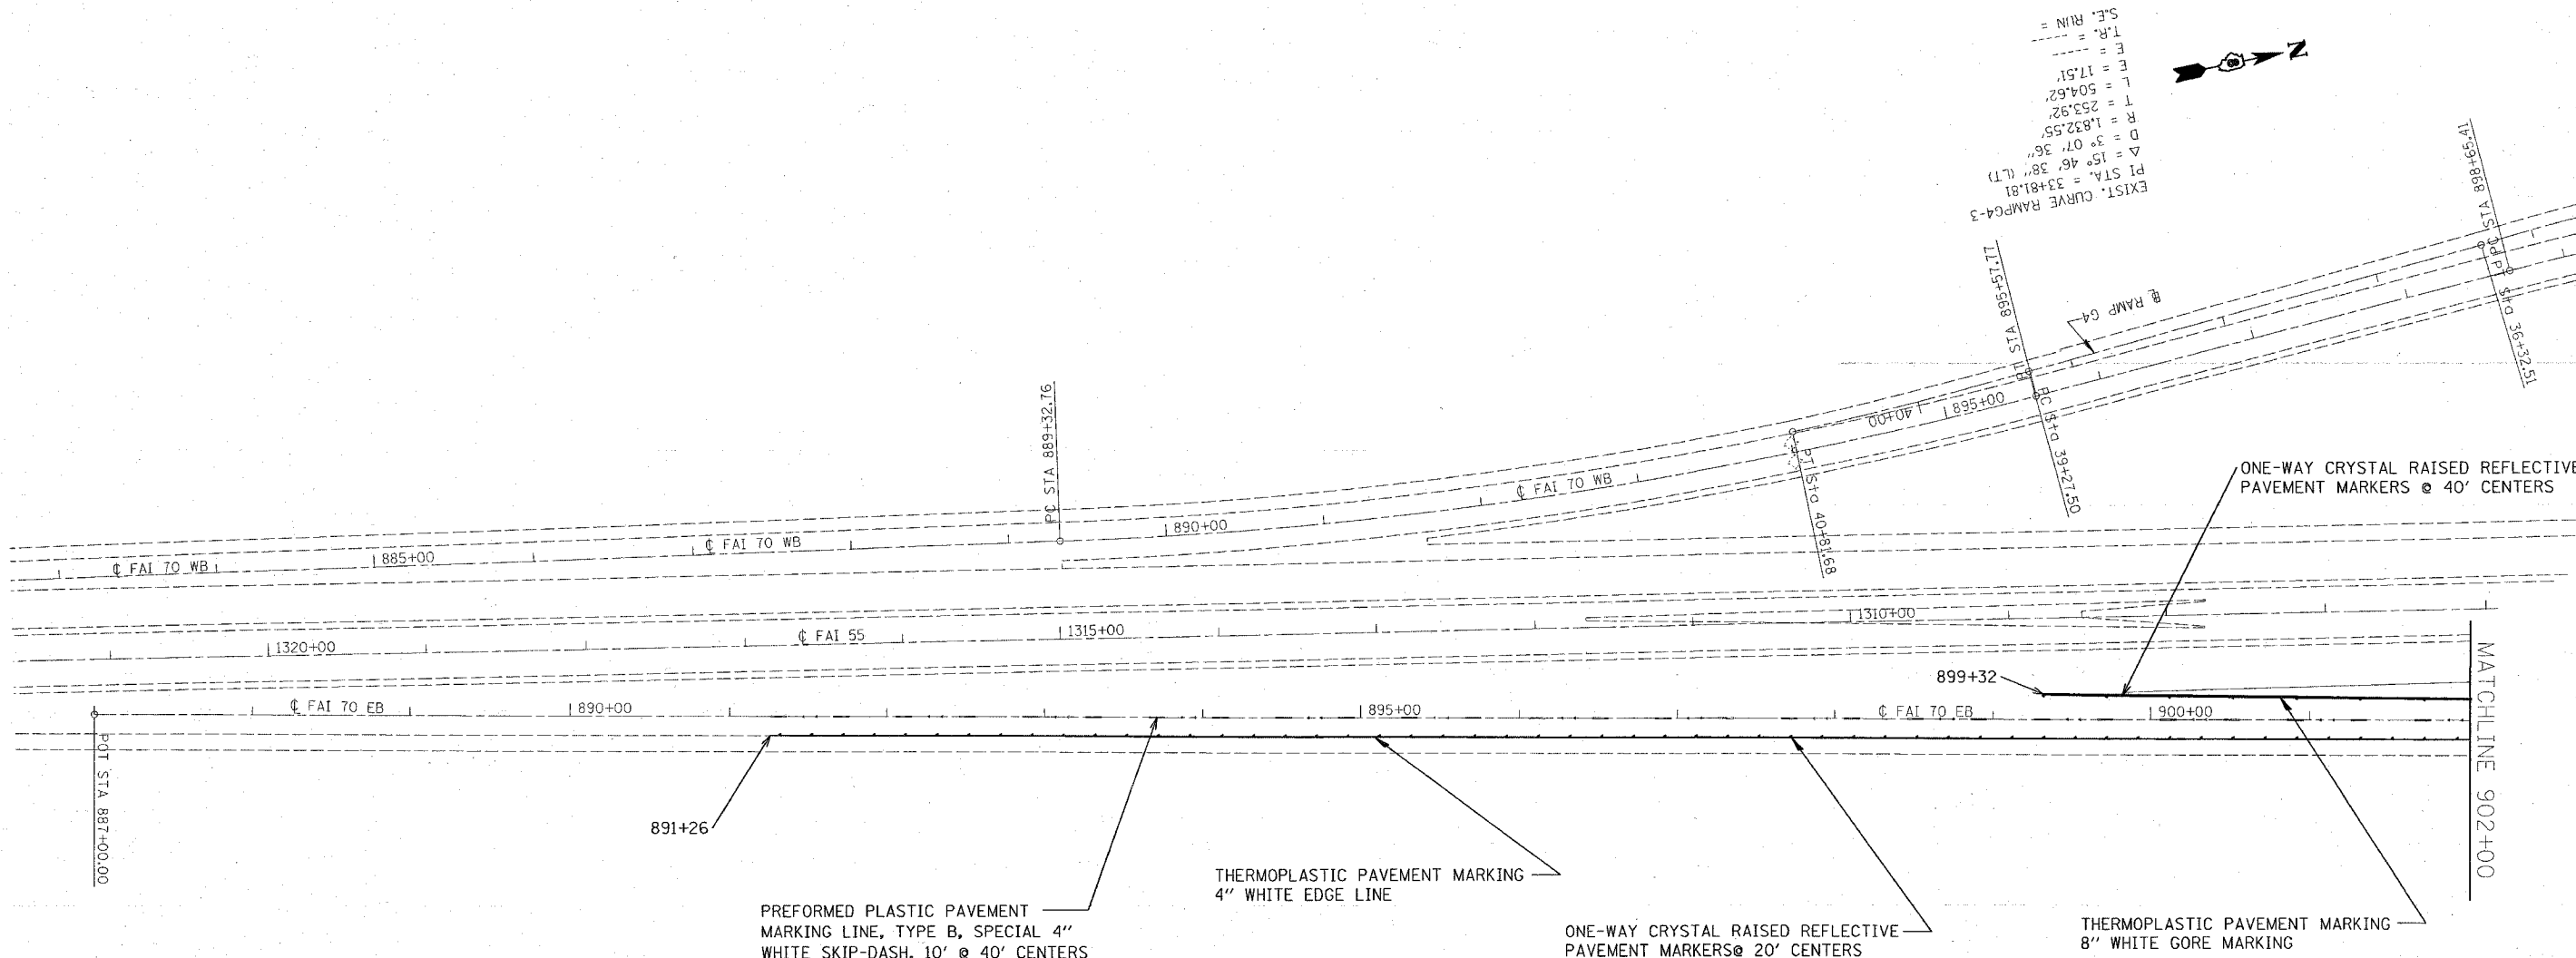 EXIST. CURVE RAMPG4-3
PI STA. = 33+81.81
Δ = 15° 46' 38" (LT)
D = 3° 07' 36"
R = 1,832.55'
T = 253.92'
L = 504.62'
E = 17.51'
E = -----
T.R. = -----
S.E. RUN =
N
PC STA 898+65.41
PT Sta 36+32.51
STA 895+57.77
℄ RAMP G4
PC Sta 39+27.50
40+00
895+00
PT Sta 40+81.68
PC STA 889+32.76
℄ FAI 70 WB
885+00
℄ FAI 70 WB
890+00
℄ FAI 70 WB
ONE-WAY CRYSTAL RAISED REFLECTIVE
PAVEMENT MARKERS @ 40' CENTERS
1320+00
℄ FAI 55
1315+00
1310+00
899+32
℄ FAI 70 EB
890+00
895+00
℄ FAI 70 EB
900+00
MATCHLINE 902+00
POT STA 887+00.00
891+26
PREFORMED PLASTIC PAVEMENT
MARKING LINE, TYPE B, SPECIAL 4"
WHITE SKIP-DASH, 10' @ 40' CENTERS
THERMOPLASTIC PAVEMENT MARKING
4" WHITE EDGE LINE
ONE-WAY CRYSTAL RAISED REFLECTIVE
PAVEMENT MARKERS@ 20' CENTERS
THERMOPLASTIC PAVEMENT MARKING
8" WHITE GORE MARKING